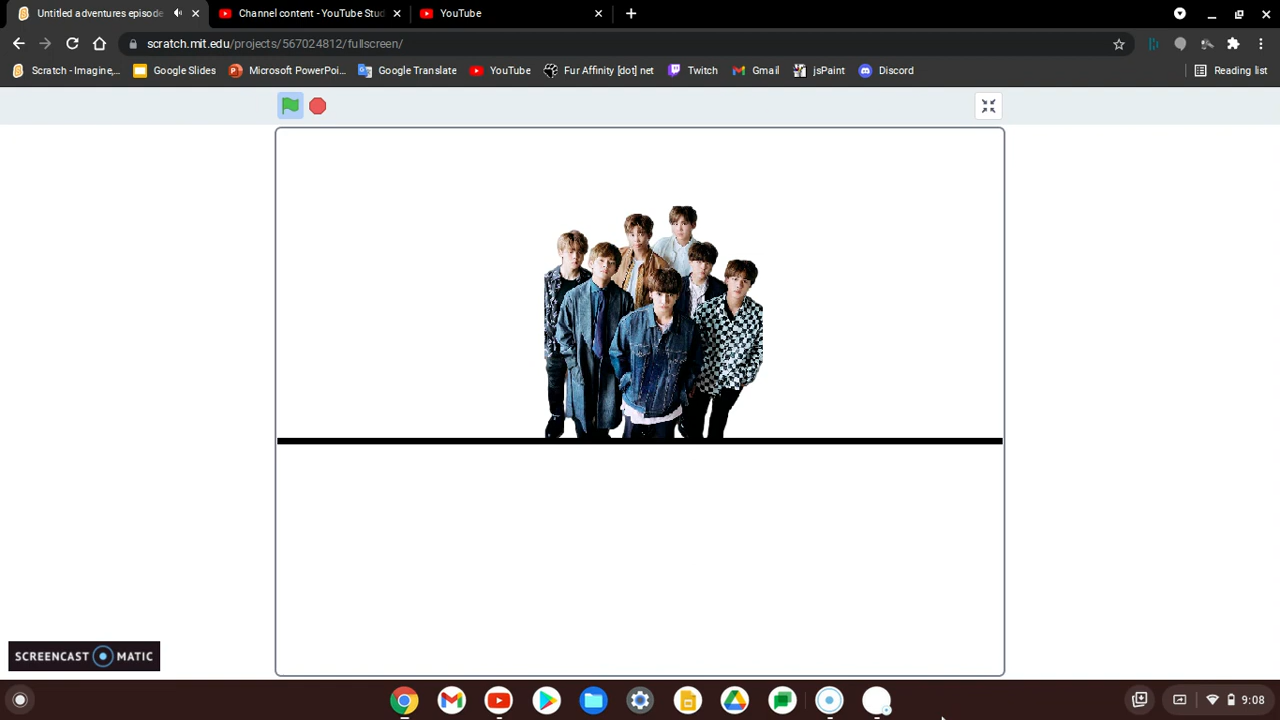 Untitled adventures episode
Channel content - YouTube Stud
YouTube
scratch.mit.edu/projects/567024812/fullscreen/
Scratch - Imagine,...
Google Slides
Microsoft PowerPoi...
Google Translate
YouTube
Fur Affinity [dot] net
Twitch
Gmail
jsPaint
Discord
Reading list
SCREENCAST MATIC
9:08